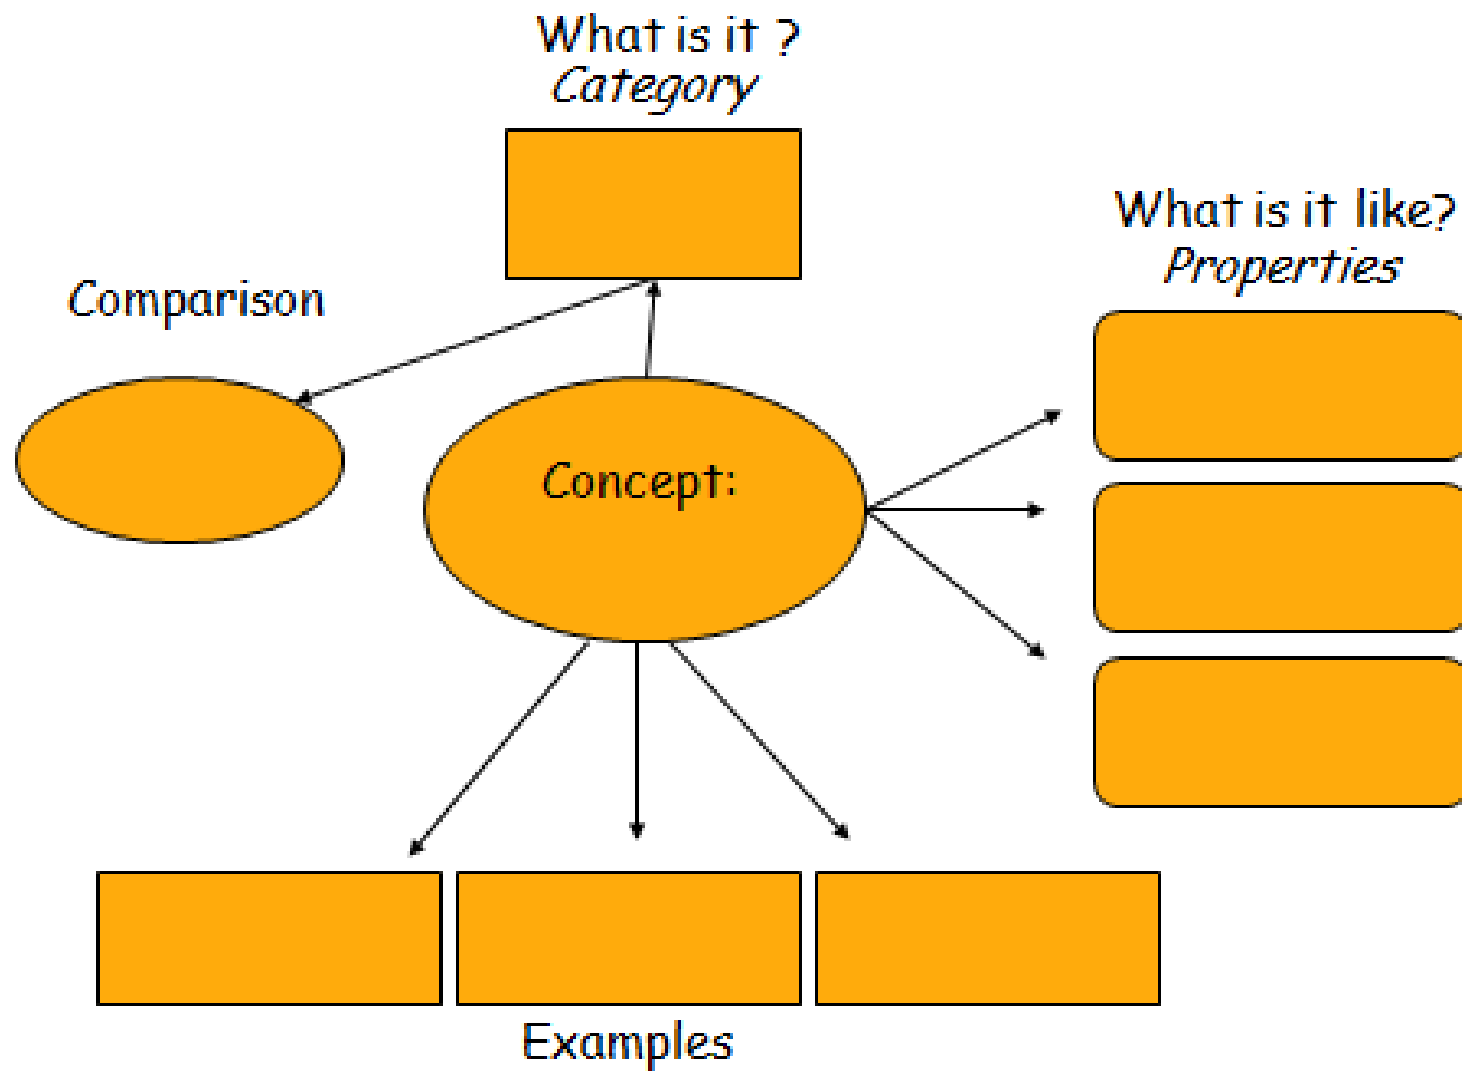 What is it ?
Category
What is it like?
Properties
Comparison
Concept:
Examples